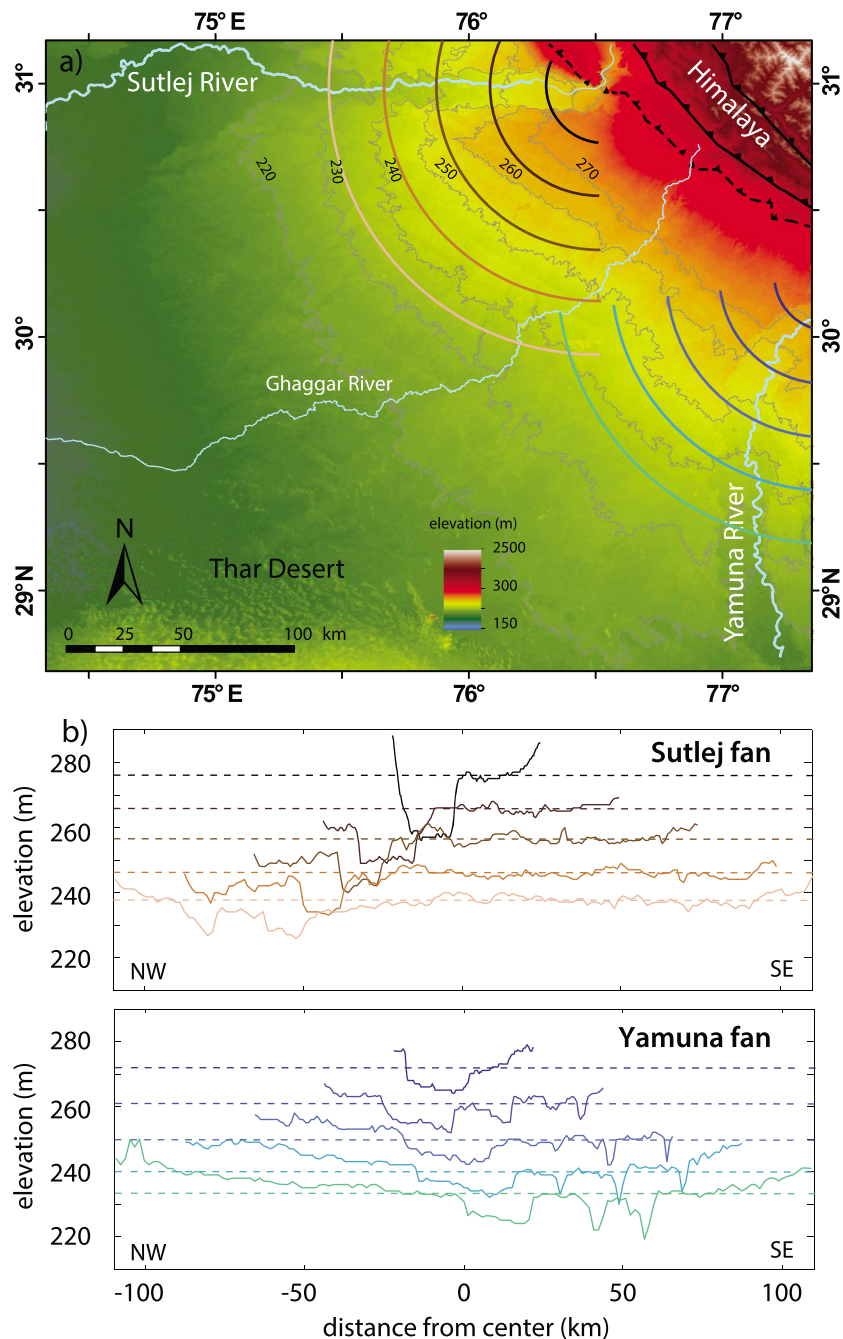 75° E 76° 77°
a)
31° 31°
Sutlej River
Himalaya
220 230 240 250 260 270
30° 30°
Ghaggar River
Yamuna River
N
Thar Desert
elevation (m)
2500
300
150
29°N 29°N
0 25 50 100 km
75° E 76° 77°
b)
Sutlej fan
280
260
240
220
elevation (m)
NW SE
Yamuna fan
280
260
240
220
elevation (m)
NW SE
-100 -50 0 50 100
distance from center (km)